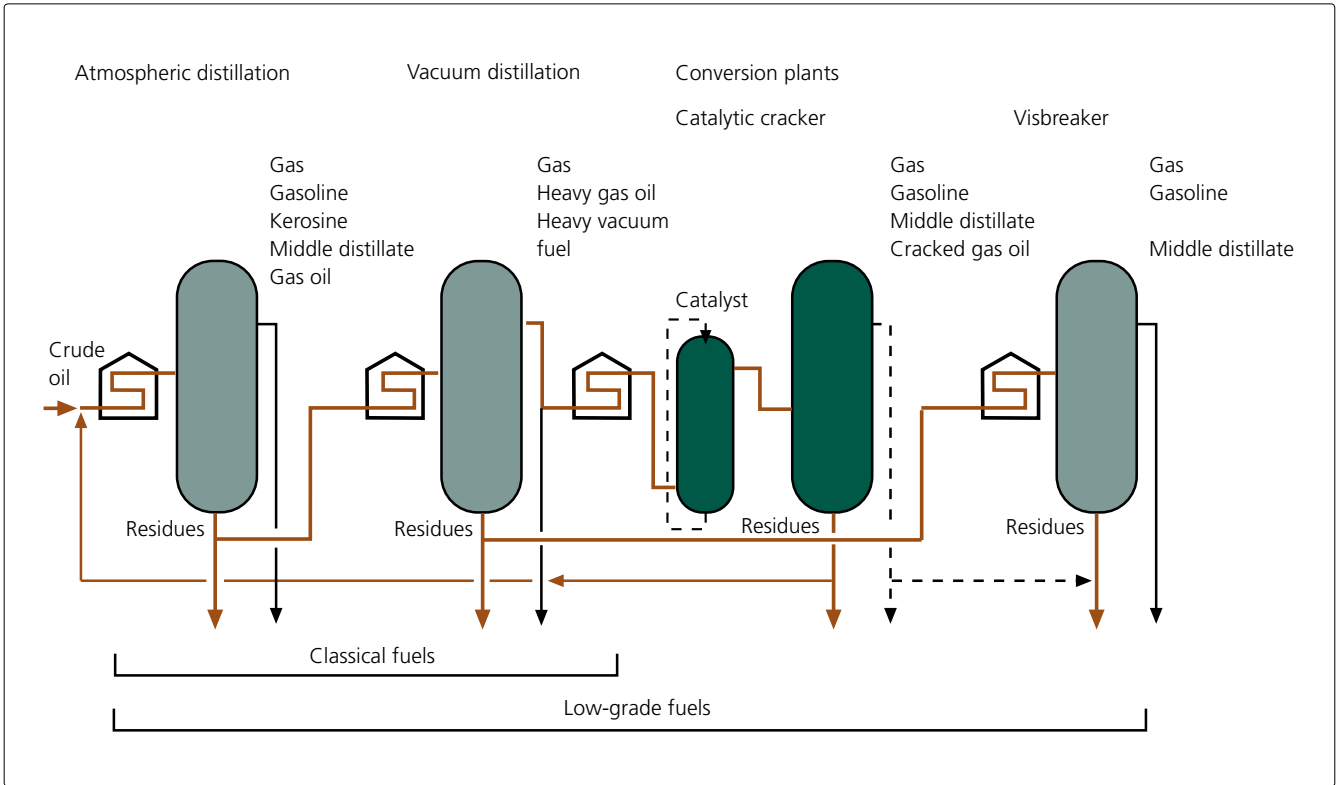 Atmospheric distillation
Vacuum distillation
Conversion plants
Catalytic cracker
Visbreaker
Gas
Gasoline
Kerosine
Middle distillate
Gas oil
Gas
Heavy gas oil
Heavy vacuum
fuel
Gas
Gasoline
Middle distillate
Cracked gas oil
Gas
Gasoline
Middle distillate
Catalyst
Crude
oil
Residues
Residues
Residues
Residues
Classical fuels
Low-grade fuels